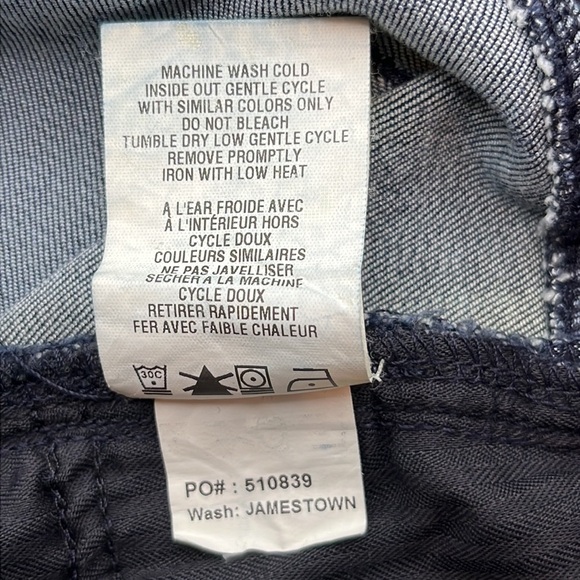 MACHINE WASH COLD
INSIDE OUT GENTLE CYCLE
WITH SIMILAR COLORS ONLY
DO NOT BLEACH
TUMBLE DRY LOW GENTLE CYCLE
REMOVE PROMPTLY
IRON WITH LOW HEAT
A L'EAR FROIDE AVEC
À L'INTÉRIEUR HORS
CYCLE DOUX
COULEURS SIMILAIRES
NE PAS JAVELLISER
SÉCHER A LA MACHINE
CYCLE DOUX
RETIRER RAPIDEMENT
FER AVEC FAIBLE CHALEUR
30C
PO# : 510839
Wash: JAMESTOWN